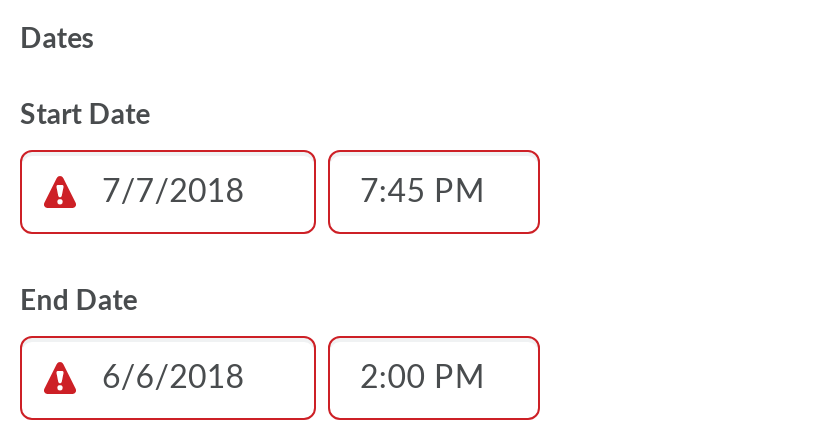 Dates
Start Date
7/7/2018 7:45 PM
End Date
6/6/2018 2:00 PM